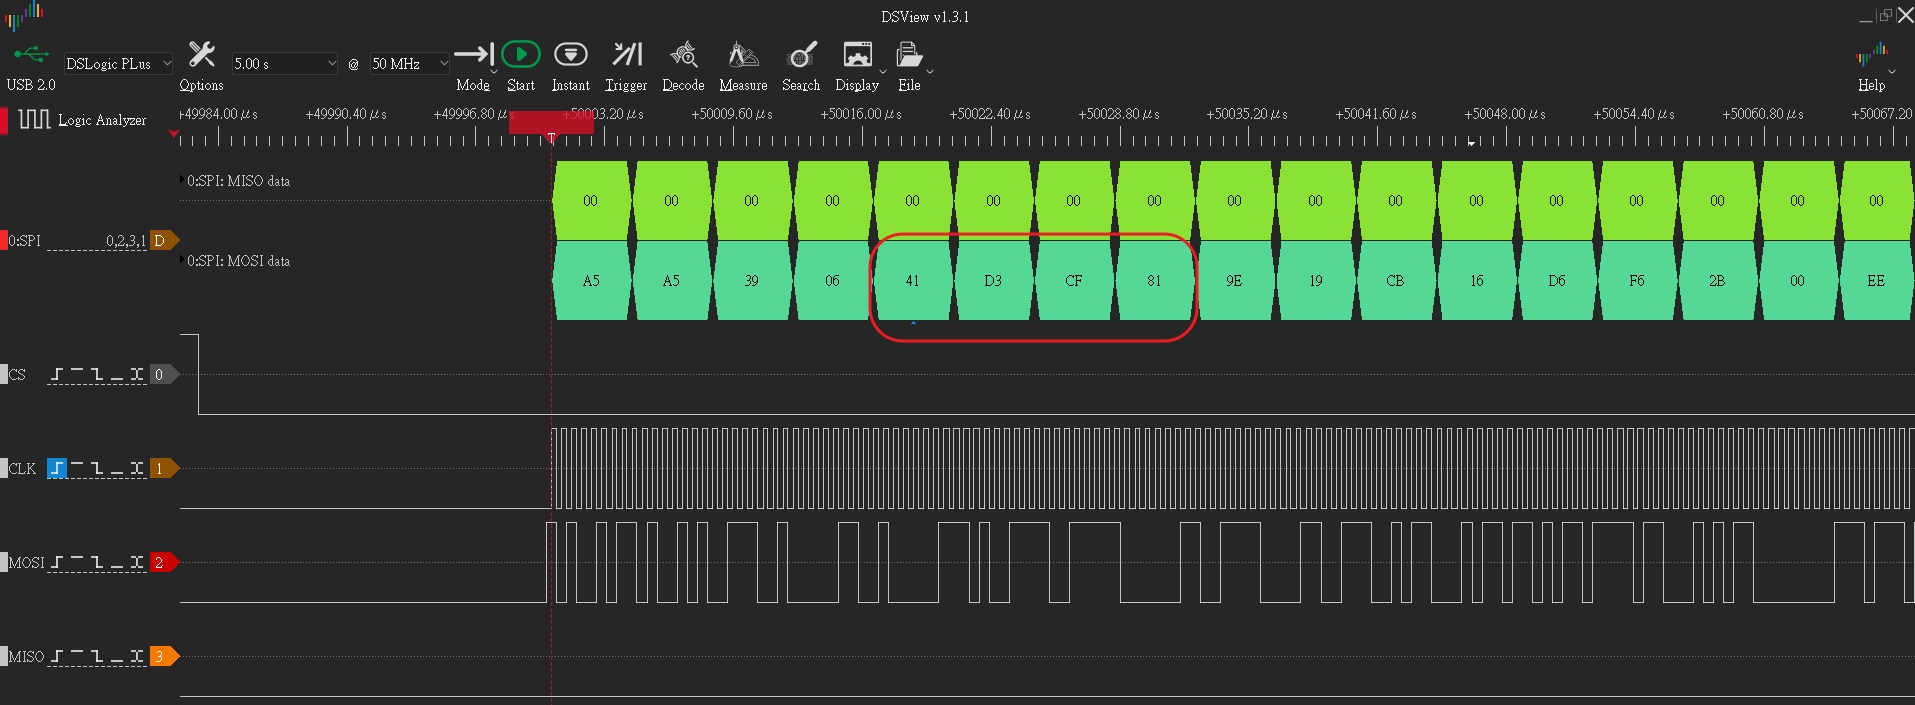 DSView v1.3.1
USB 2.0
DSLogic PLus
Options
5.00 s
@
50 MHz
Mode
Start
Instant
Trigger
Decode
Measure
Search
Display
File
Help
Logic Analyzer
+49984.00 μs +49990.40 μs +49996.80 μs +50003.20 μs +50009.60 μs +50016.00 μs +50022.40 μs +50028.80 μs +50035.20 μs +50041.60 μs +50048.00 μs +50054.40 μs +50060.80 μs +50067.20
T
0:SPI: MISO data
00 00 00 00 00 00 00 00 00 00 00 00 00 00 00 00 00
0:SPI 0,2,3,1 D
0:SPI: MOSI data
A5 A5 39 06 41 D3 CF 81 9E 19 CB 16 D6 F6 2B 00 EE
CS 0
CLK 1
MOSI 2
MISO 3